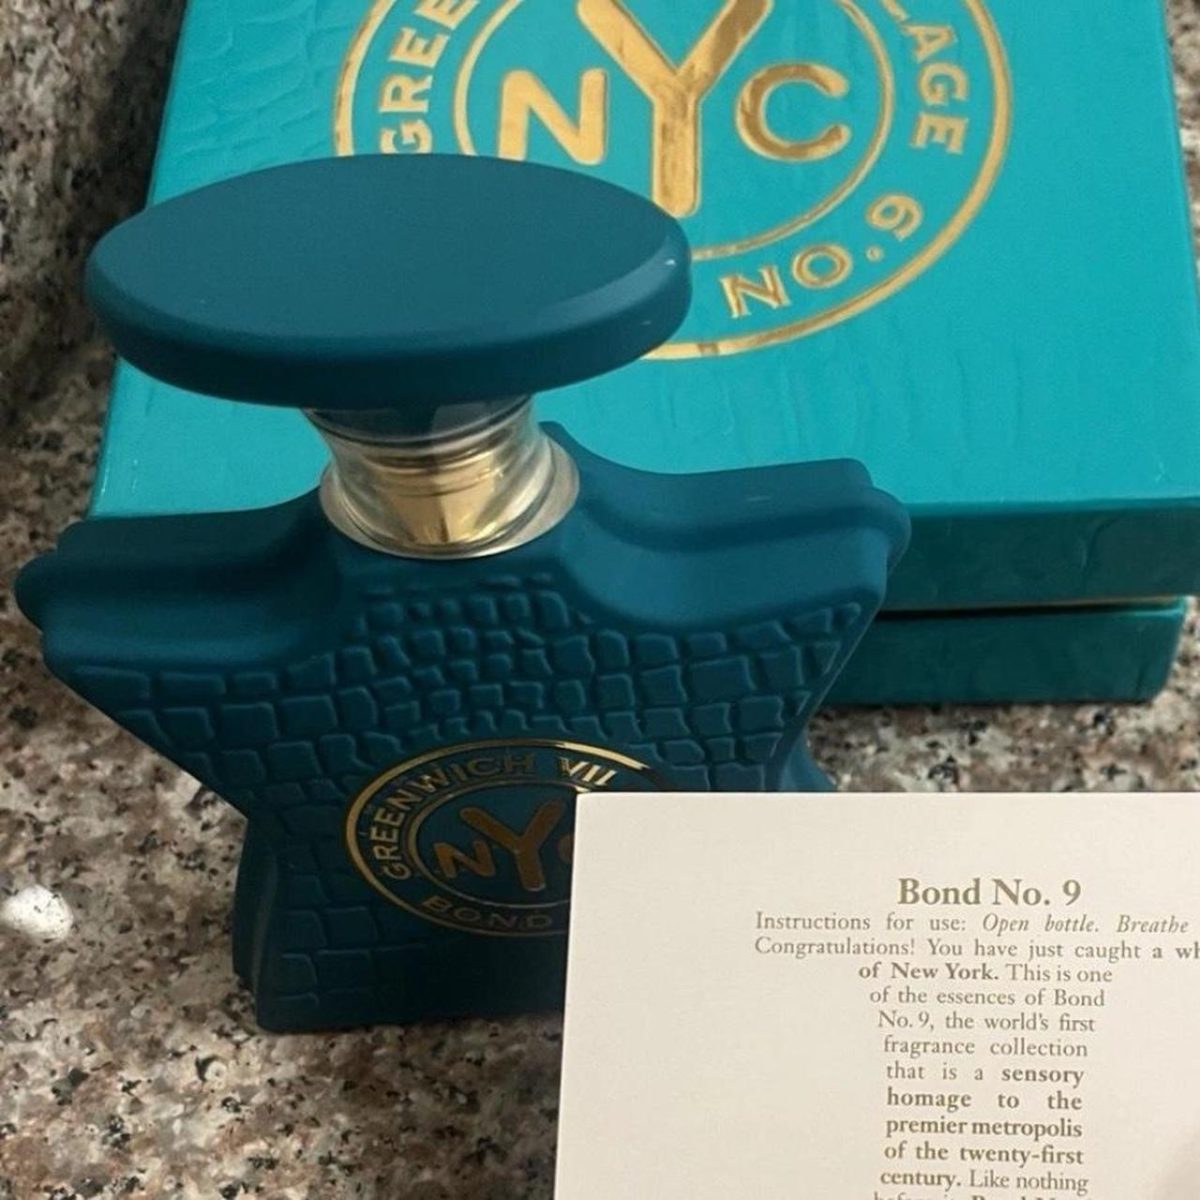 GREE
LAGE
NYC
NO. 9
GREENWICH VIL
NY
BOND
Bond No. 9
Instructions for use: Open bottle. Breathe
Congratulations! You have just caught a wh
of New York. This is one
of the essences of Bond
No. 9, the world's first
fragrance collection
that is a sensory
homage to the
premier metropolis
of the twenty-first
century. Like nothing